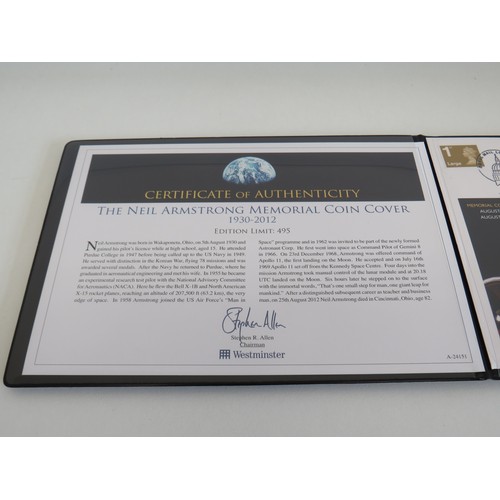 CERTIFICATE OF AUTHENTICITY
THE NEIL ARMSTRONG MEMORIAL COIN COVER
1930-2012
EDITION LIMIT: 495
Neil Armstrong was born in Wakaponeta, Ohio, on 5th August 1930 and
gained his pilot's licence while at high school, aged 15. He attended
Purdue College in 1947 before being called up to the US Navy in 1949.
He served with distinction in the Korean War, flying 78 missions and was
awarded several medals. After the Navy he returned to Purdue, where he
graduated in aeronautical engineering and met his wife. In 1955 he became
an experimental research test pilot with the National Advisory Committee
for Aeronautics (NACA). Here he flew the Bell X-1B and North American
X-15 rocket planes, reaching an altitude of 207,500 ft (63.2 km), the very
edge of space. In 1958 Armstrong joined the US Air Force's "Man in
Space" programme and in 1962 was invited to be part of the newly formed
Astronaut Corp. He first went into space as Command Pilot of Gemini 8
in 1966. On 23rd December 1968, Armstrong was offered command of
Apollo 11, the first landing on the Moon. He accepted and on July 16th
1969 Apollo 11 set off from the Kennedy Space Centre. Four days into the
mission Armstrong took manual control of the lunar module and at 20.18
UTC landed on the Moon. Six hours later he stepped on to the surface
with the immortal words, "That's one small step for man, one giant leap for
mankind". After a distinguished subsequent career as teacher and business
man, on 25th August 2012 Neil Armstrong died in Cincinnati, Ohio, age 82.
Stephen Allen
Stephen R. Allen
Chairman
Westminster
A-24151
1
Large
MEMORIAL CO
AUGUS
AUGUS